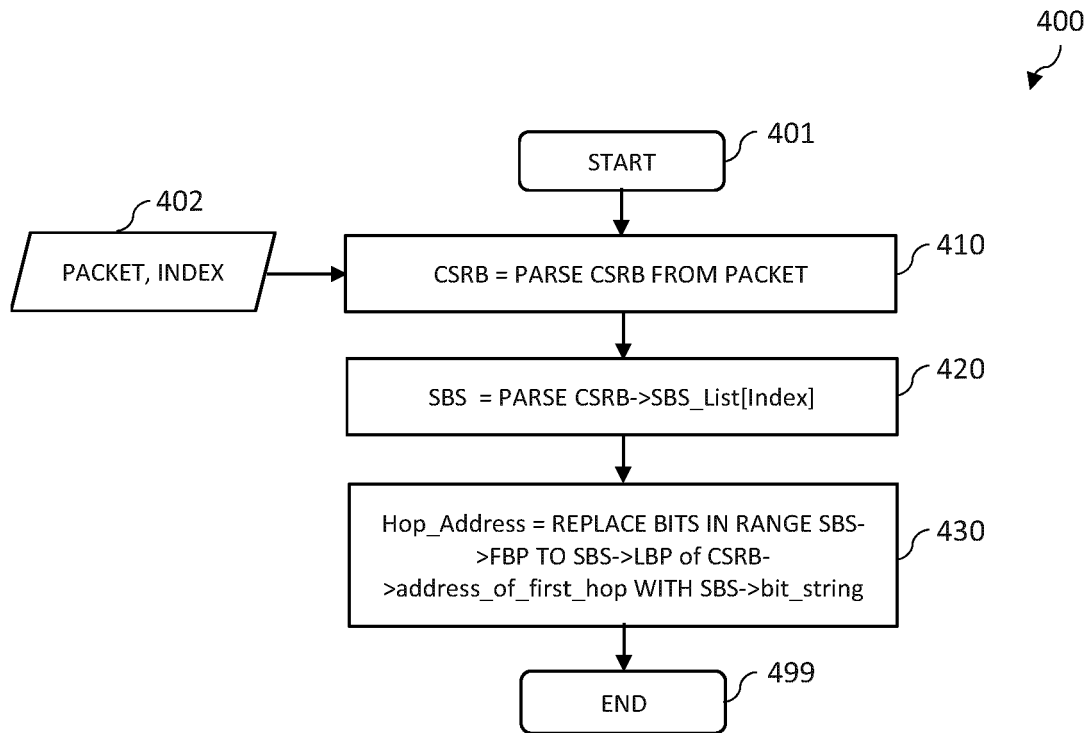 400
401
START
402
PACKET, INDEX
410
CSRB = PARSE CSRB FROM PACKET
420
SBS = PARSE CSRB->SBS_List[Index]
430
Hop_Address = REPLACE BITS IN RANGE SBS-
>FBP TO SBS->LBP of CSRB-
>address_of_first_hop WITH SBS->bit_string
499
END